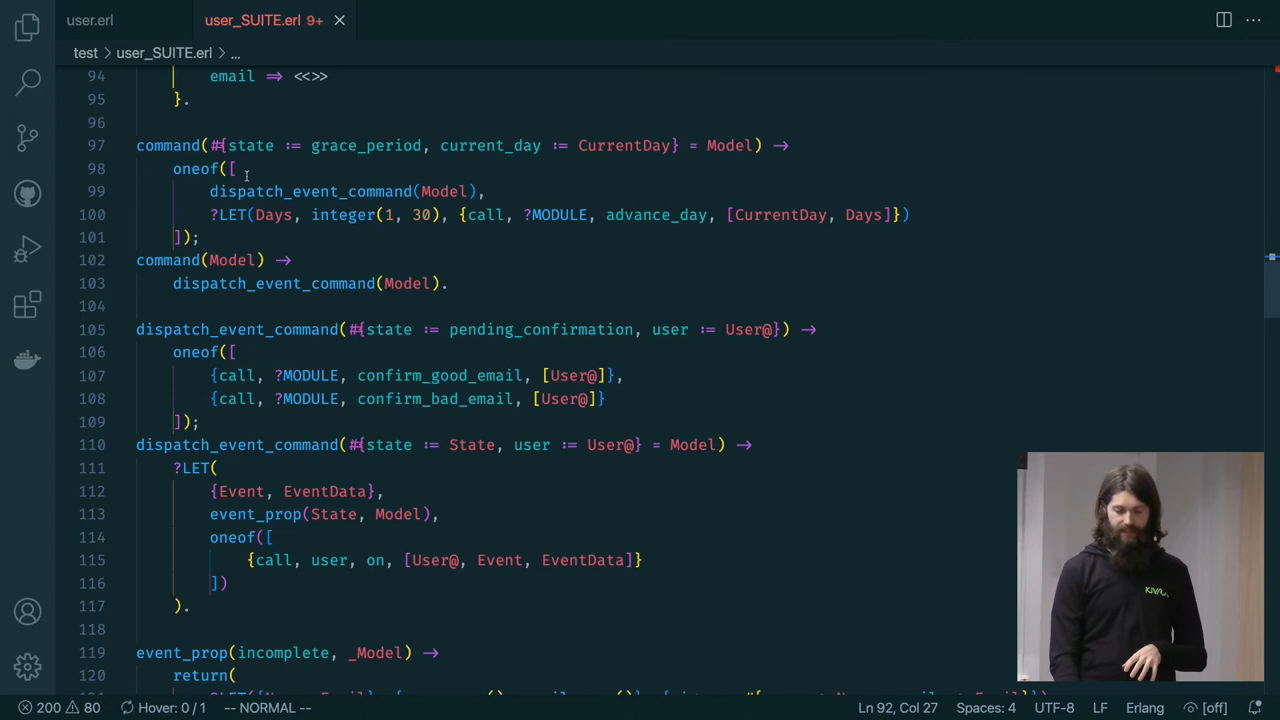 user.erl
user_SUITE.erl 9+
test > user_SUITE.erl > ...
94 email => <<>>
95 }.
96
97 command(#{state := grace_period, current_day := CurrentDay} = Model) ->
98 oneof([
99 dispatch_event_command(Model),
100 ?LET(Days, integer(1, 30), {call, ?MODULE, advance_day, [CurrentDay, Days]})
101 ]);
102 command(Model) ->
103 dispatch_event_command(Model).
104
105 dispatch_event_command(#{state := pending_confirmation, user := User@}) ->
106 oneof([
107 {call, ?MODULE, confirm_good_email, [User@]},
108 {call, ?MODULE, confirm_bad_email, [User@]}
109 ]);
110 dispatch_event_command(#{state := State, user := User@} = Model) ->
111 ?LET(
112 {Event, EventData},
113 event_prop(State, Model),
114 oneof([
115 {call, user, on, [User@, Event, EventData]}
116 ])
117 ).
118
119 event_prop(incomplete, _Model) ->
120 return(
200 80 Hover: 0/1 -- NORMAL -- Ln 92, Col 27 Spaces: 4 UTF-8 LF Erlang [off]